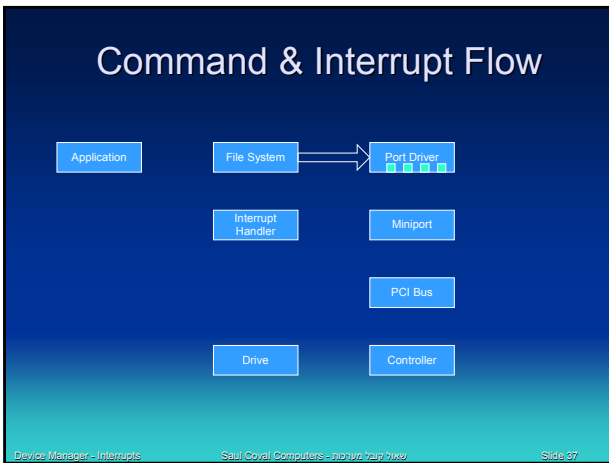 Command & Interrupt Flow
Application
File System
Port Driver
Interrupt
Handler
Miniport
PCI Bus
Drive
Controller
Device Manager - Interrupts
Saul Coval Computers - שאול קובל מערכות
Slide 37